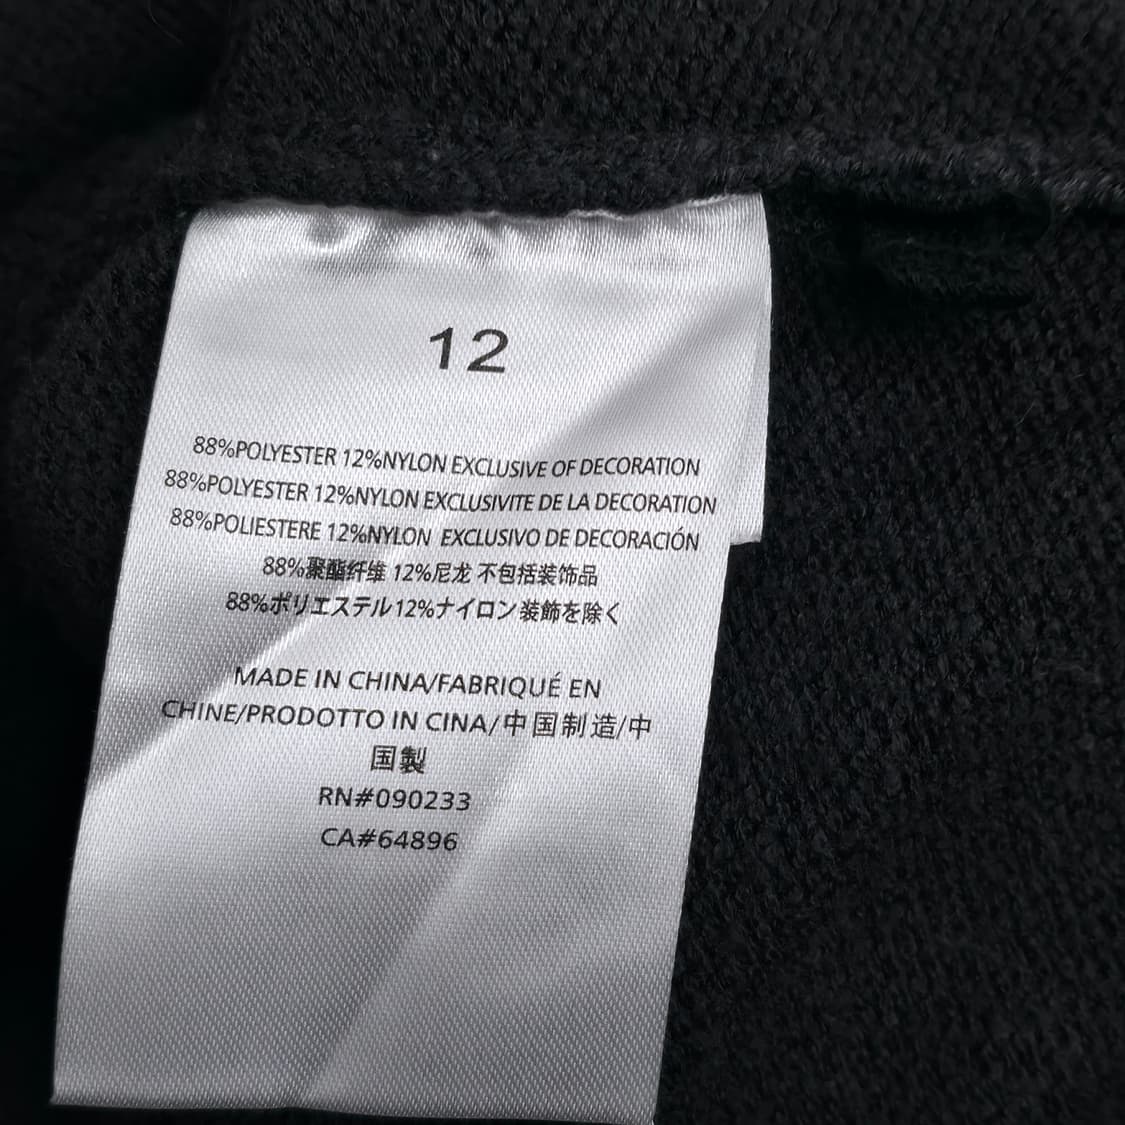 12
88%POLYESTER 12%NYLON EXCLUSIVE OF DECORATION
88%POLYESTER 12%NYLON EXCLUSIVITE DE LA DECORATION
88%POLIESTERE 12%NYLON EXCLUSIVO DE DECORACIÓN
88%聚酯纤维 12%尼龙 不包括装饰品
88%ポリエステル12%ナイロン 装飾を除く
MADE IN CHINA/FABRIQUÉ EN
CHINE/PRODOTTO IN CINA/中国制造/中
国製
RN#090233
CA#64896